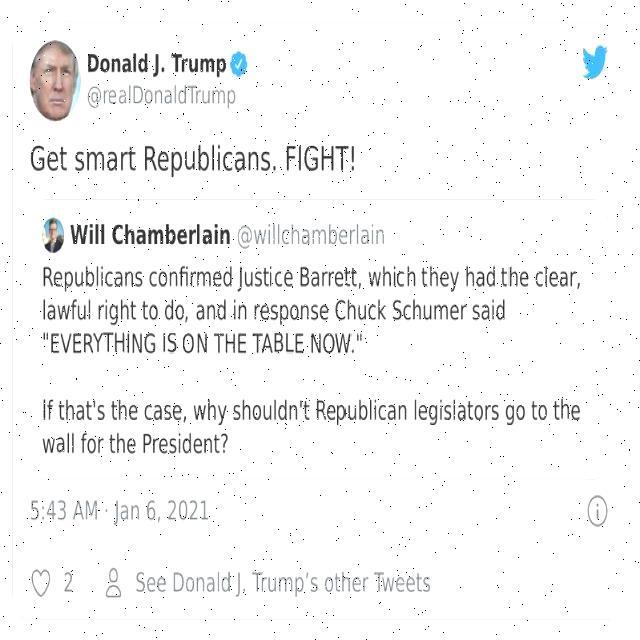 Donald J. Trump
@realDonaldTrump
Get smart Republicans. FIGHT!
Will Chamberlain @willchamberlain
Republicans confirmed Justice Barrett, which they had the clear,
lawful right to do, and in response Chuck Schumer said
"EVERYTHING IS ON THE TABLE NOW."
If that's the case, why shouldn't Republican legislators go to the
wall for the President?
5:43 AM · Jan 6, 2021
2 See Donald J. Trump's other Tweets